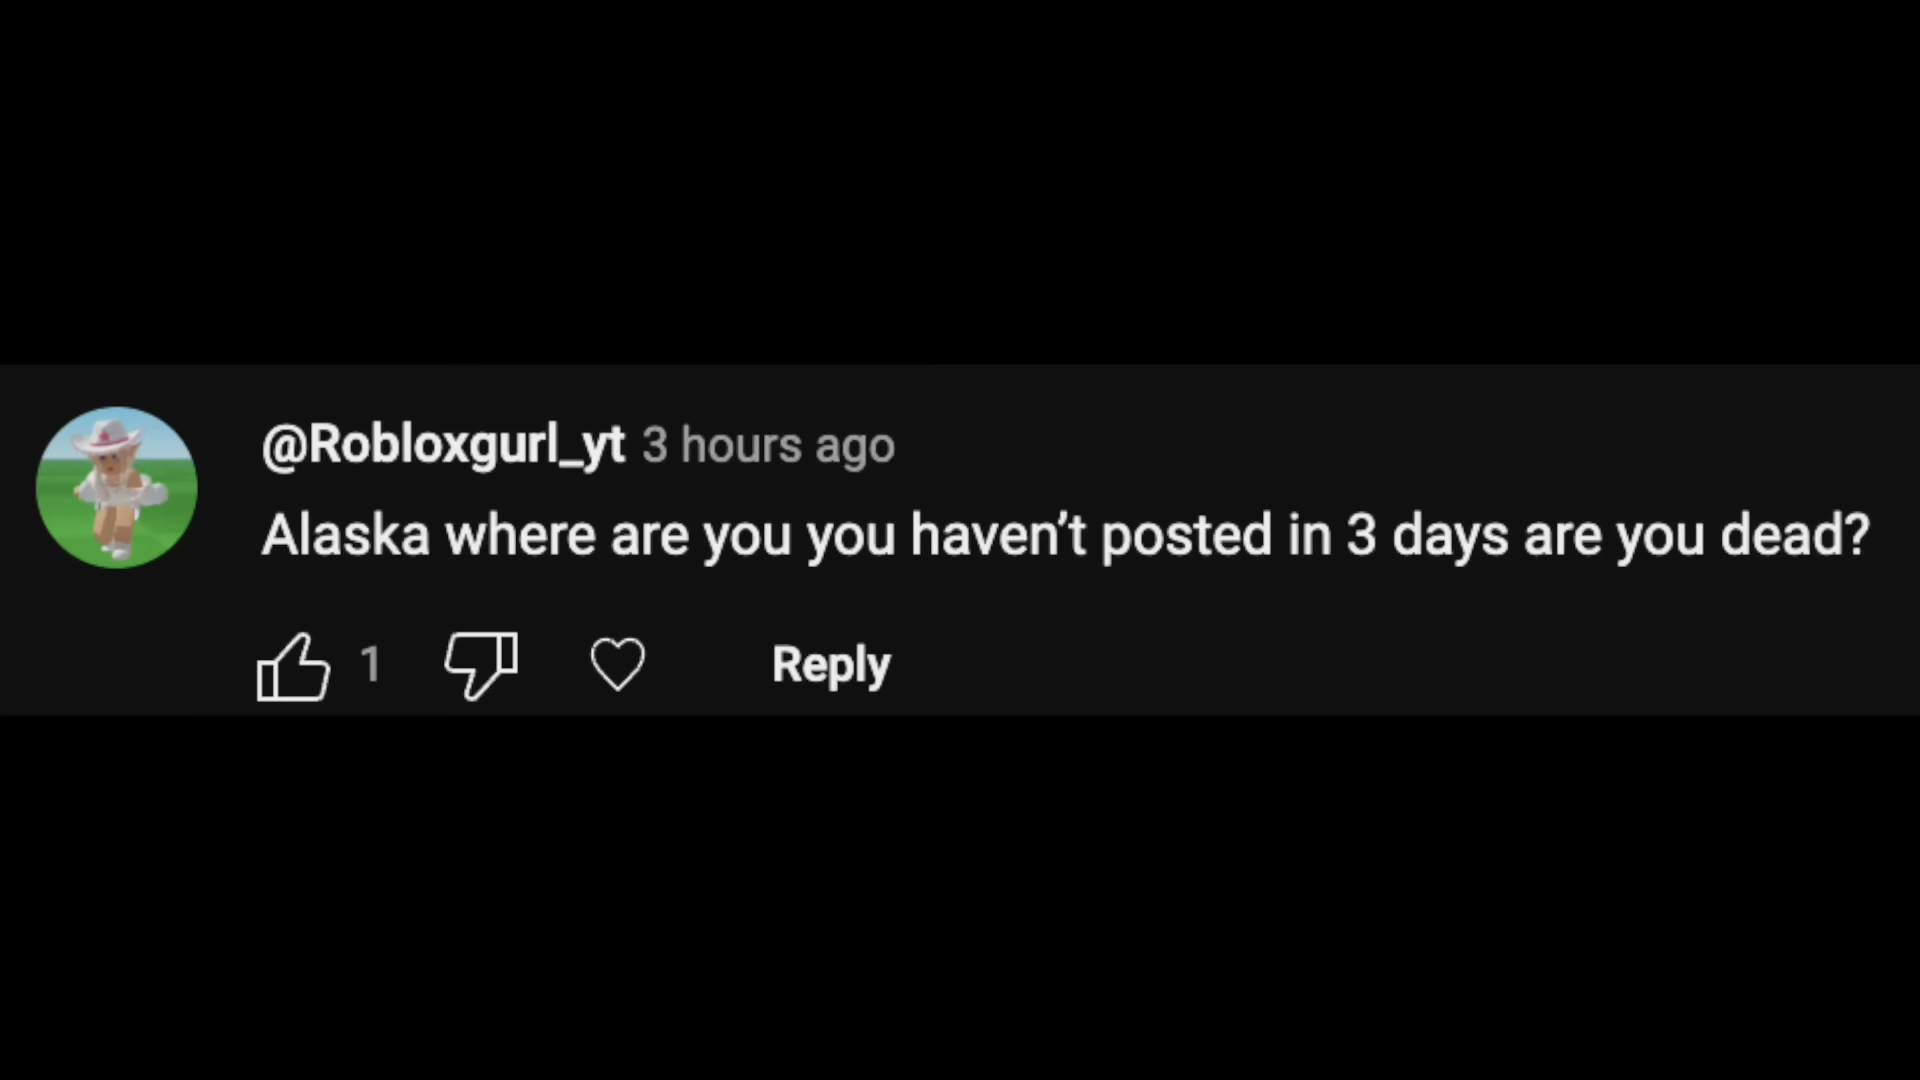 @Robloxgurl_yt 3 hours ago
Alaska where are you you haven’t posted in 3 days are you dead?
1 Reply